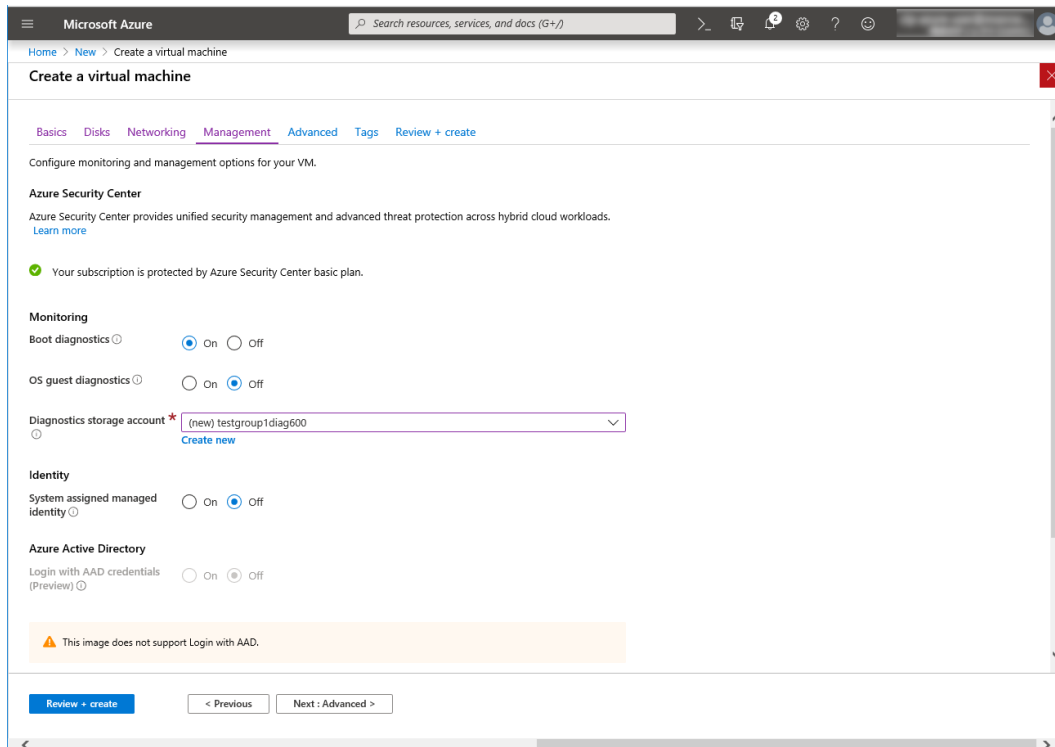 Microsoft Azure
Search resources, services, and docs (G+/)
2
Home > New > Create a virtual machine
Create a virtual machine
Basics Disks Networking Management Advanced Tags Review + create
Configure monitoring and management options for your VM.
Azure Security Center
Azure Security Center provides unified security management and advanced threat protection across hybrid cloud workloads.
Learn more
Your subscription is protected by Azure Security Center basic plan.
Monitoring
Boot diagnostics On Off
OS guest diagnostics On Off
Diagnostics storage account * (new) testgroup1diag600
Create new
Identity
System assigned managed
identity On Off
Azure Active Directory
Login with AAD credentials
(Preview) On Off
This image does not support Login with AAD.
Review + create < Previous Next : Advanced >